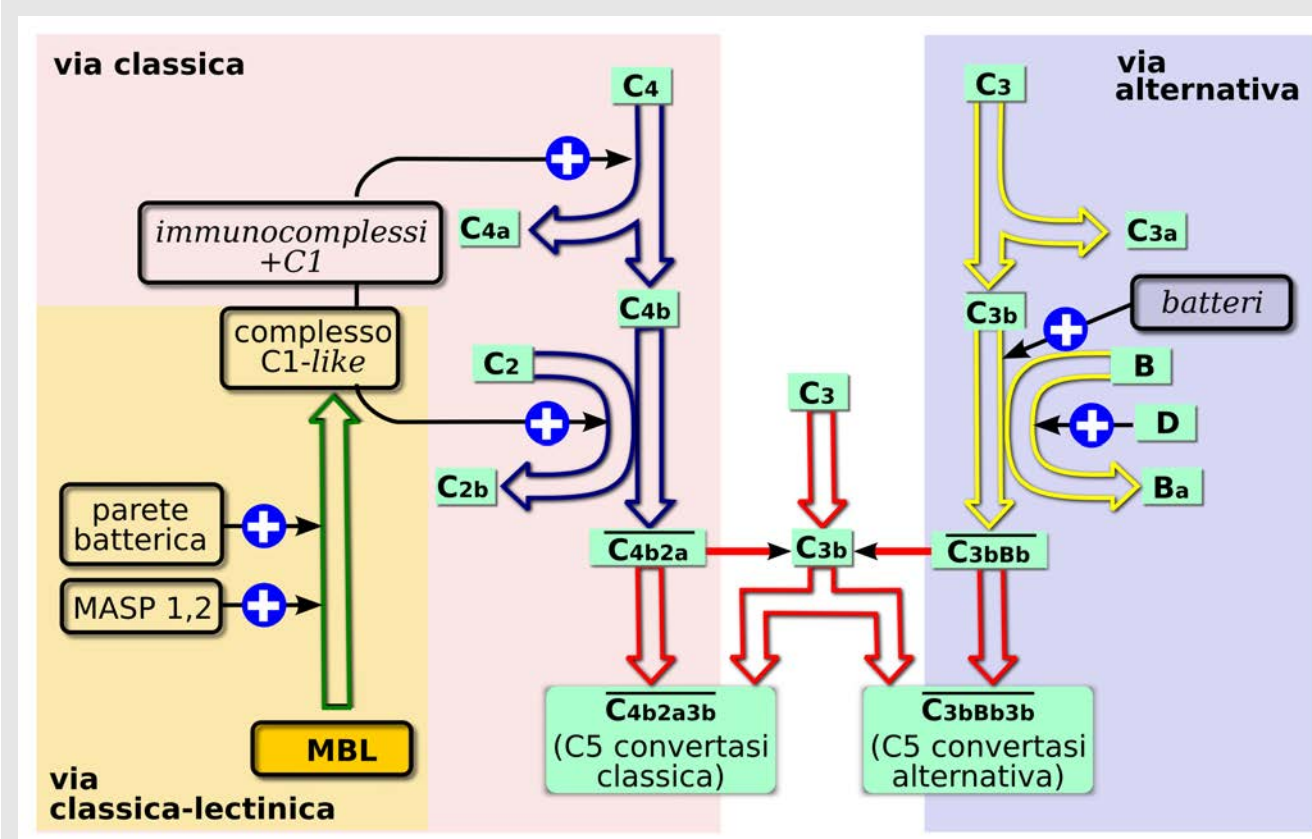 via classica
C4
C3
via
alternativa
immunocomplessi
+C1
C4a
C3a
complesso
C1-like
C4b
C3b
batteri
C2
B
C3
D
C2b
Ba
parete
batterica
C4b2a
C3b
C3bBb
MASP 1,2
C4b2a3b
(C5 convertasi
classica)
C3bBb3b
(C5 convertasi
alternativa)
MBL
via
classica-lectinica